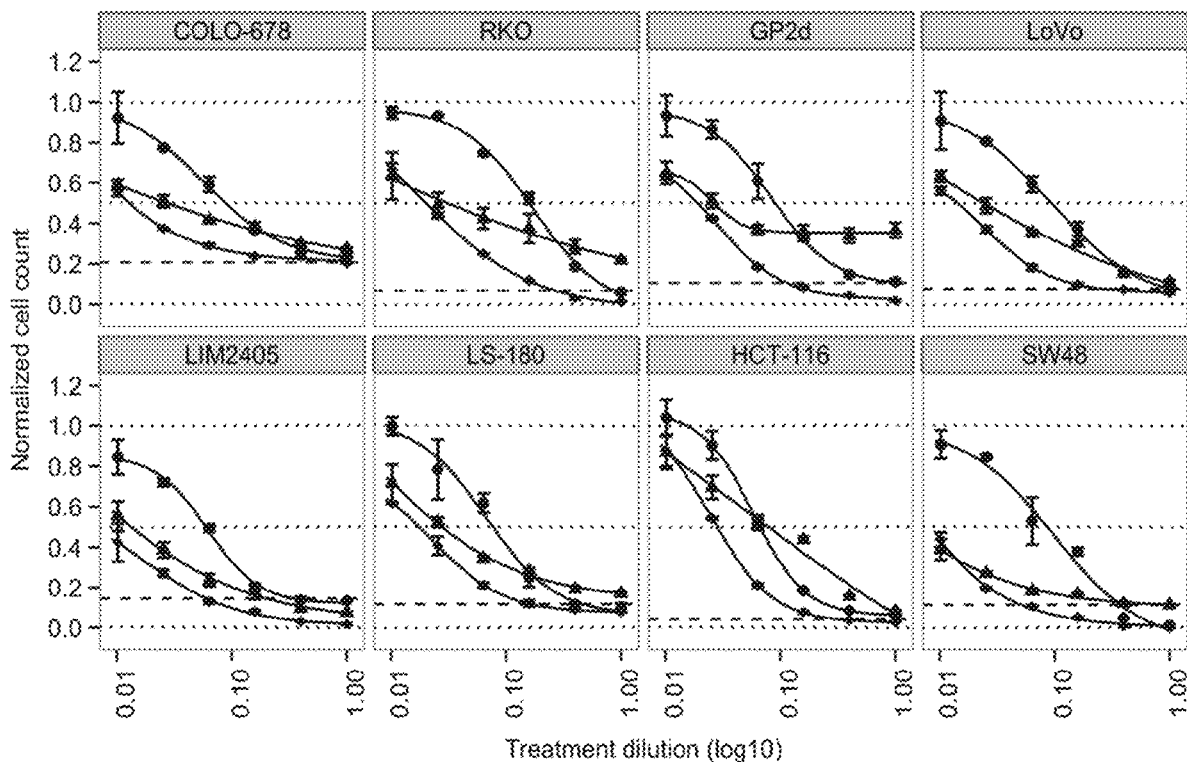 COLO-678 RKO GP2d LoVo
1.2
1.0
0.8
0.6
0.4
0.2
0.0
Normalized cell count
LIM2405 LS-180 HCT-116 SW48
1.2
1.0
0.8
0.6
0.4
0.2
0.0
0.01 0.10 1.00 0.01 0.10 1.00 0.01 0.10 1.00 0.01 0.10 1.00
Treatment dilution (log10)